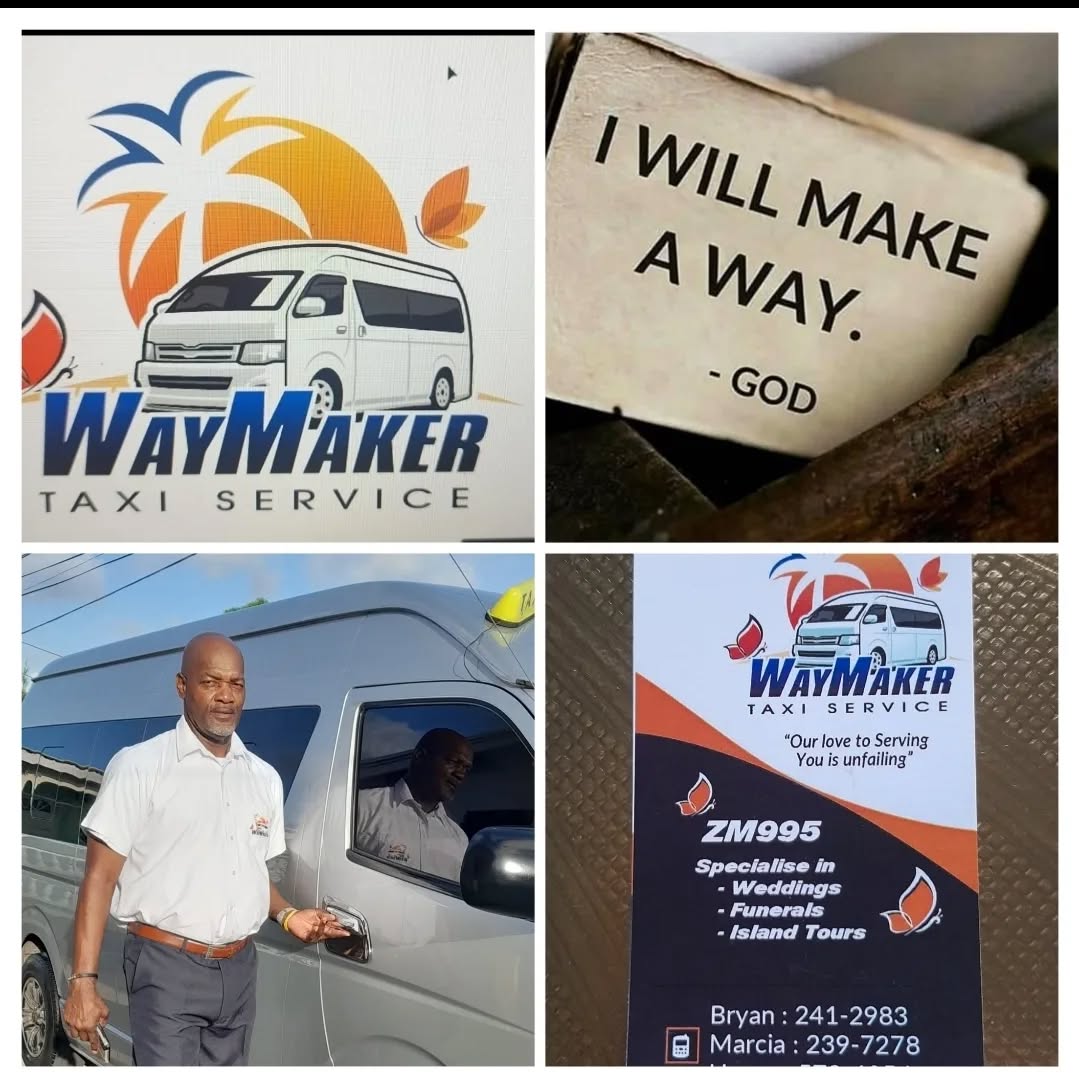 WAYMAKER
TAXI SERVICE
I WILL MAKE
A WAY.
- GOD
WAYMAKER
TAXI SERVICE
“Our love to Serving
You is unfailing”
ZM995
Specialise in
- Weddings
- Funerals
- Island Tours
Bryan : 241-2983
Marcia : 239-7278